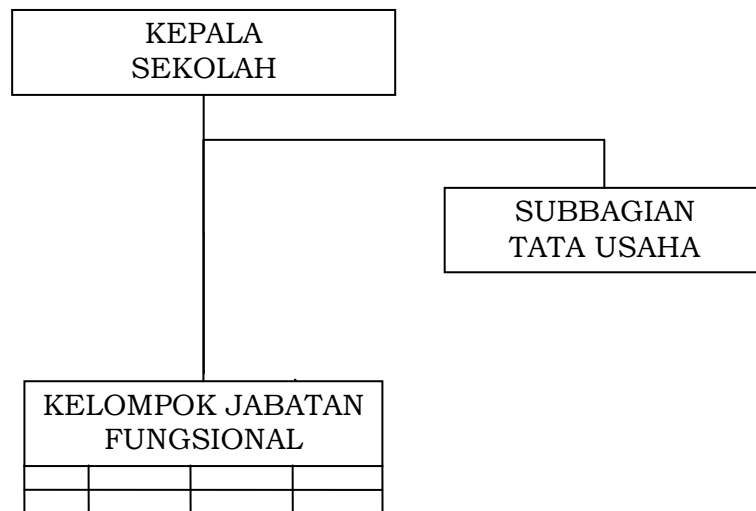 KEPALA
SEKOLAH
SUBBAGIAN
TATA USAHA
KELOMPOK JABATAN
FUNGSIONAL